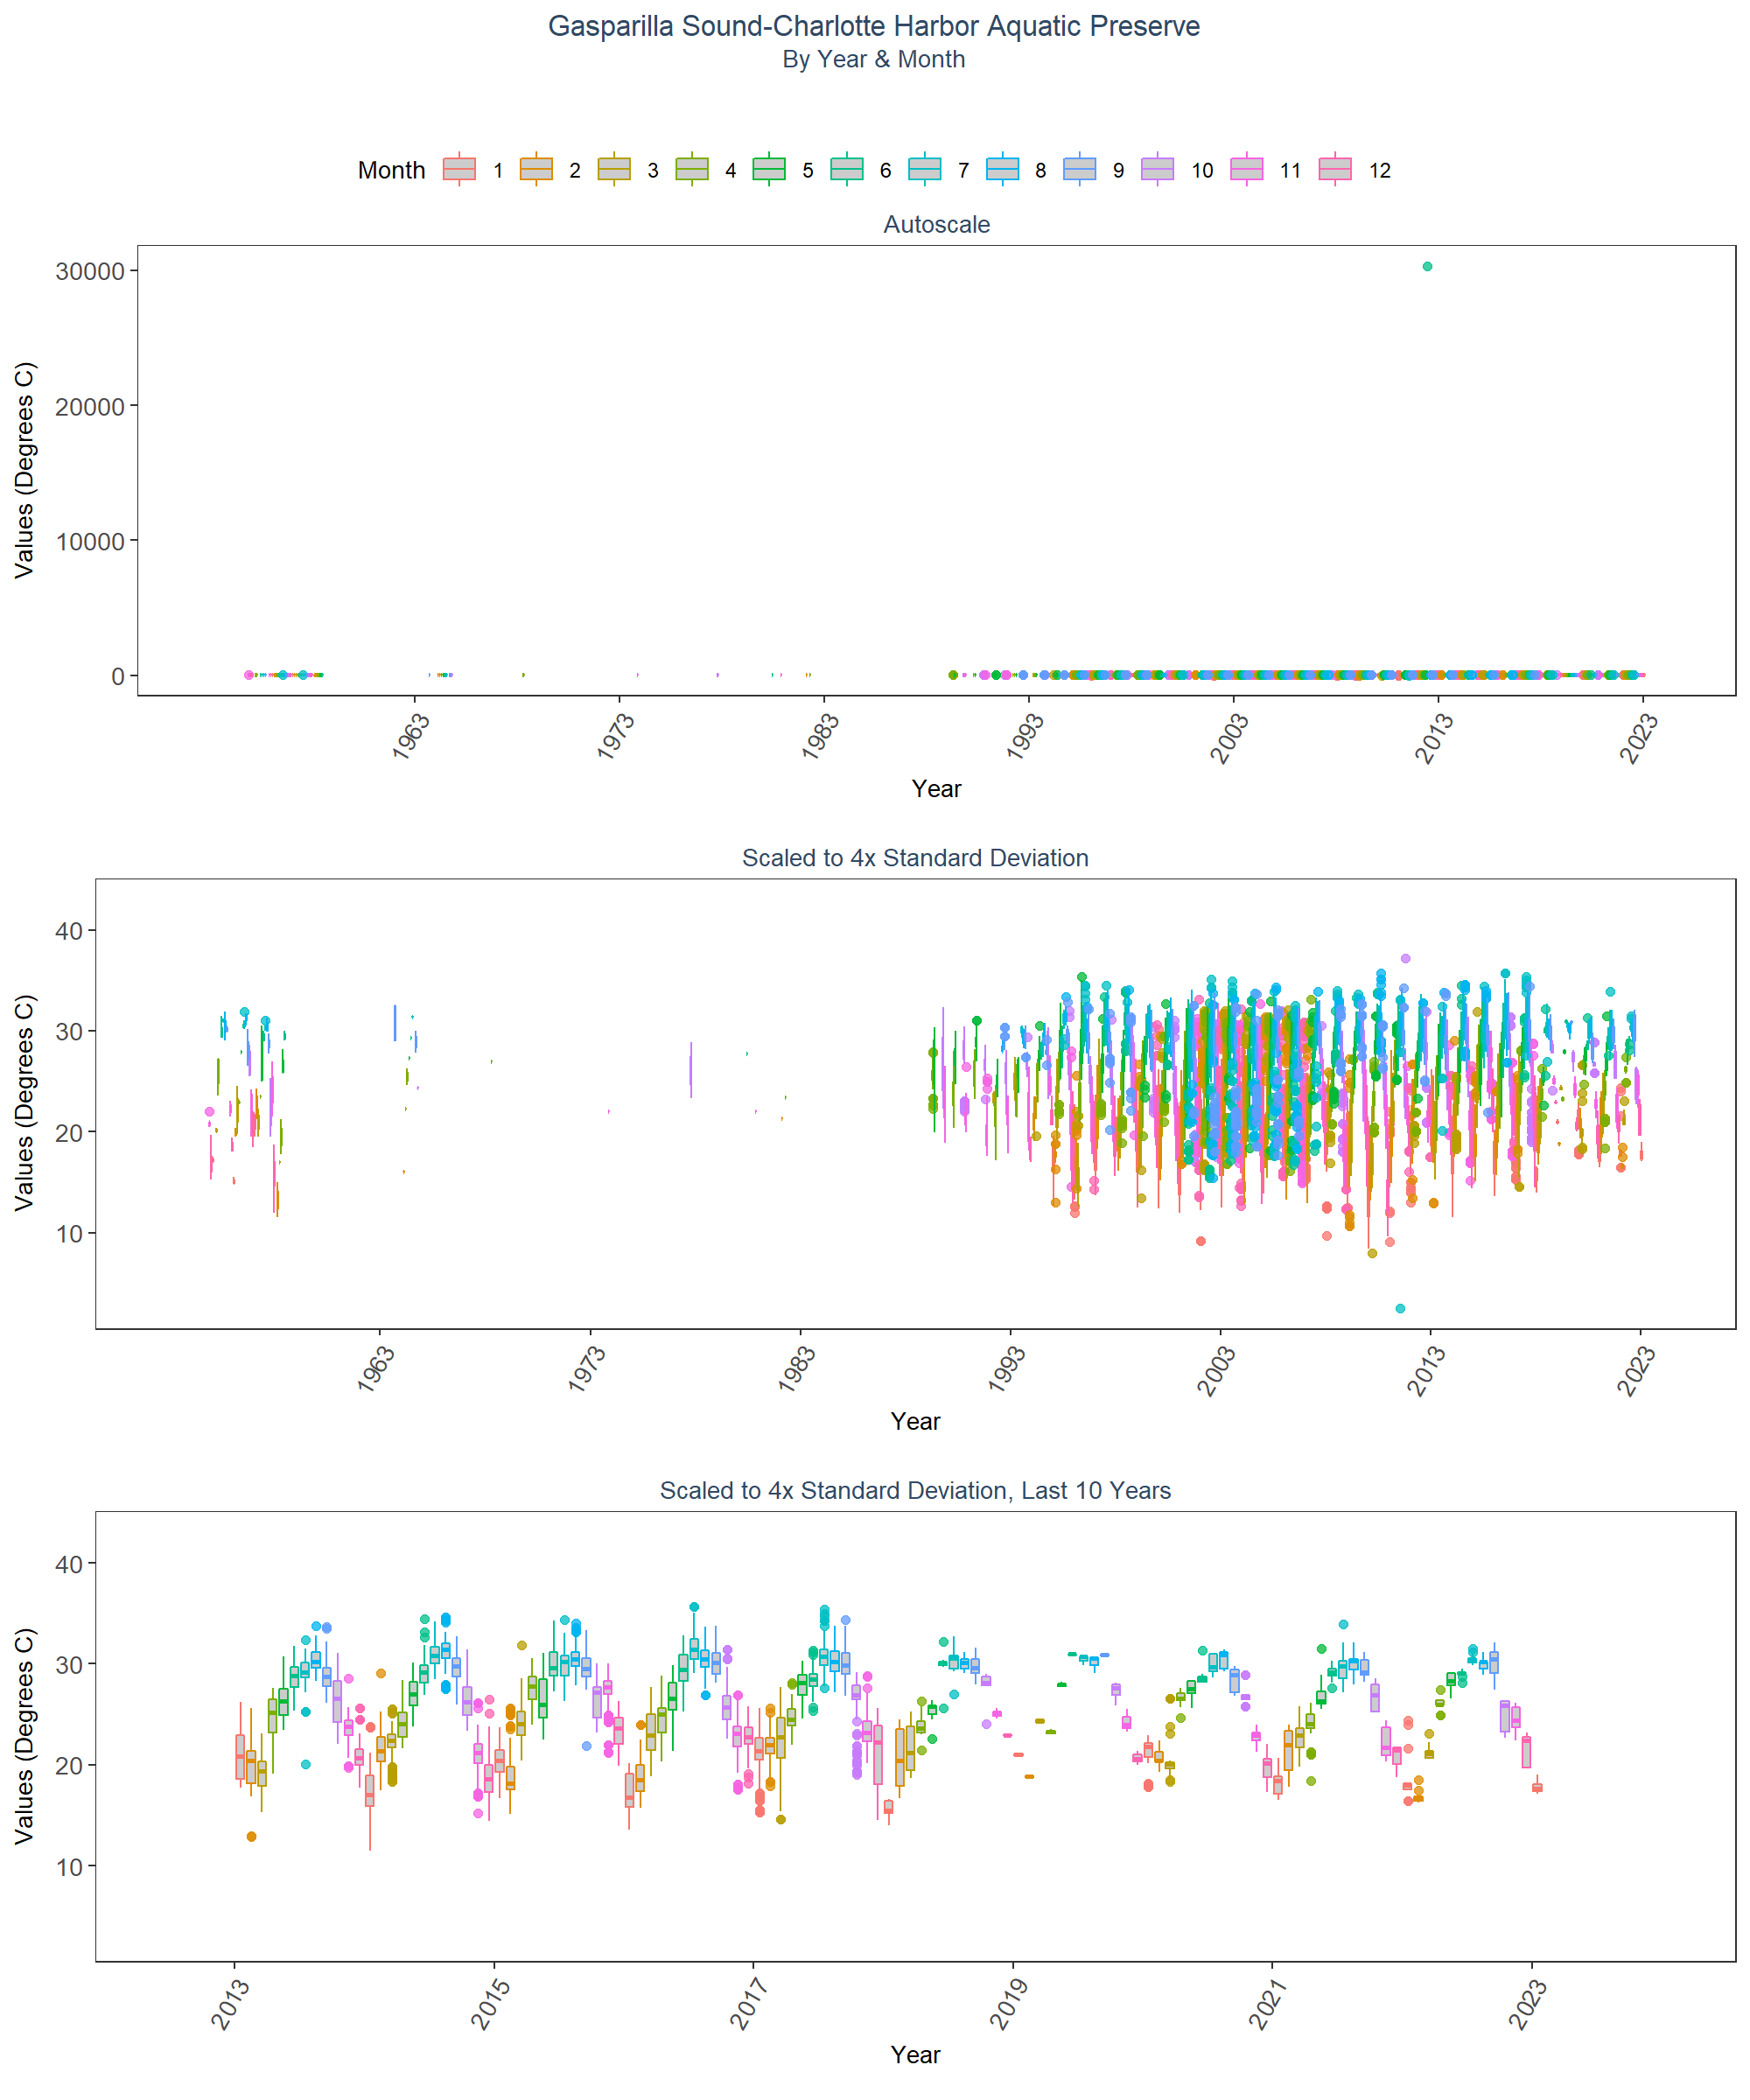 Gasparilla Sound-Charlotte Harbor Aquatic Preserve
By Year & Month
Month 1 2 3 4 5 6 7 8 9 10 11 12
Autoscale
Values (Degrees C)
30000
20000
10000
0
1963 1973 1983 1993 2003 2013 2023
Year
Scaled to 4x Standard Deviation
Values (Degrees C)
40
30
20
10
1963 1973 1983 1993 2003 2013 2023
Year
Scaled to 4x Standard Deviation, Last 10 Years
Values (Degrees C)
40
30
20
10
2013 2015 2017 2019 2021 2023
Year